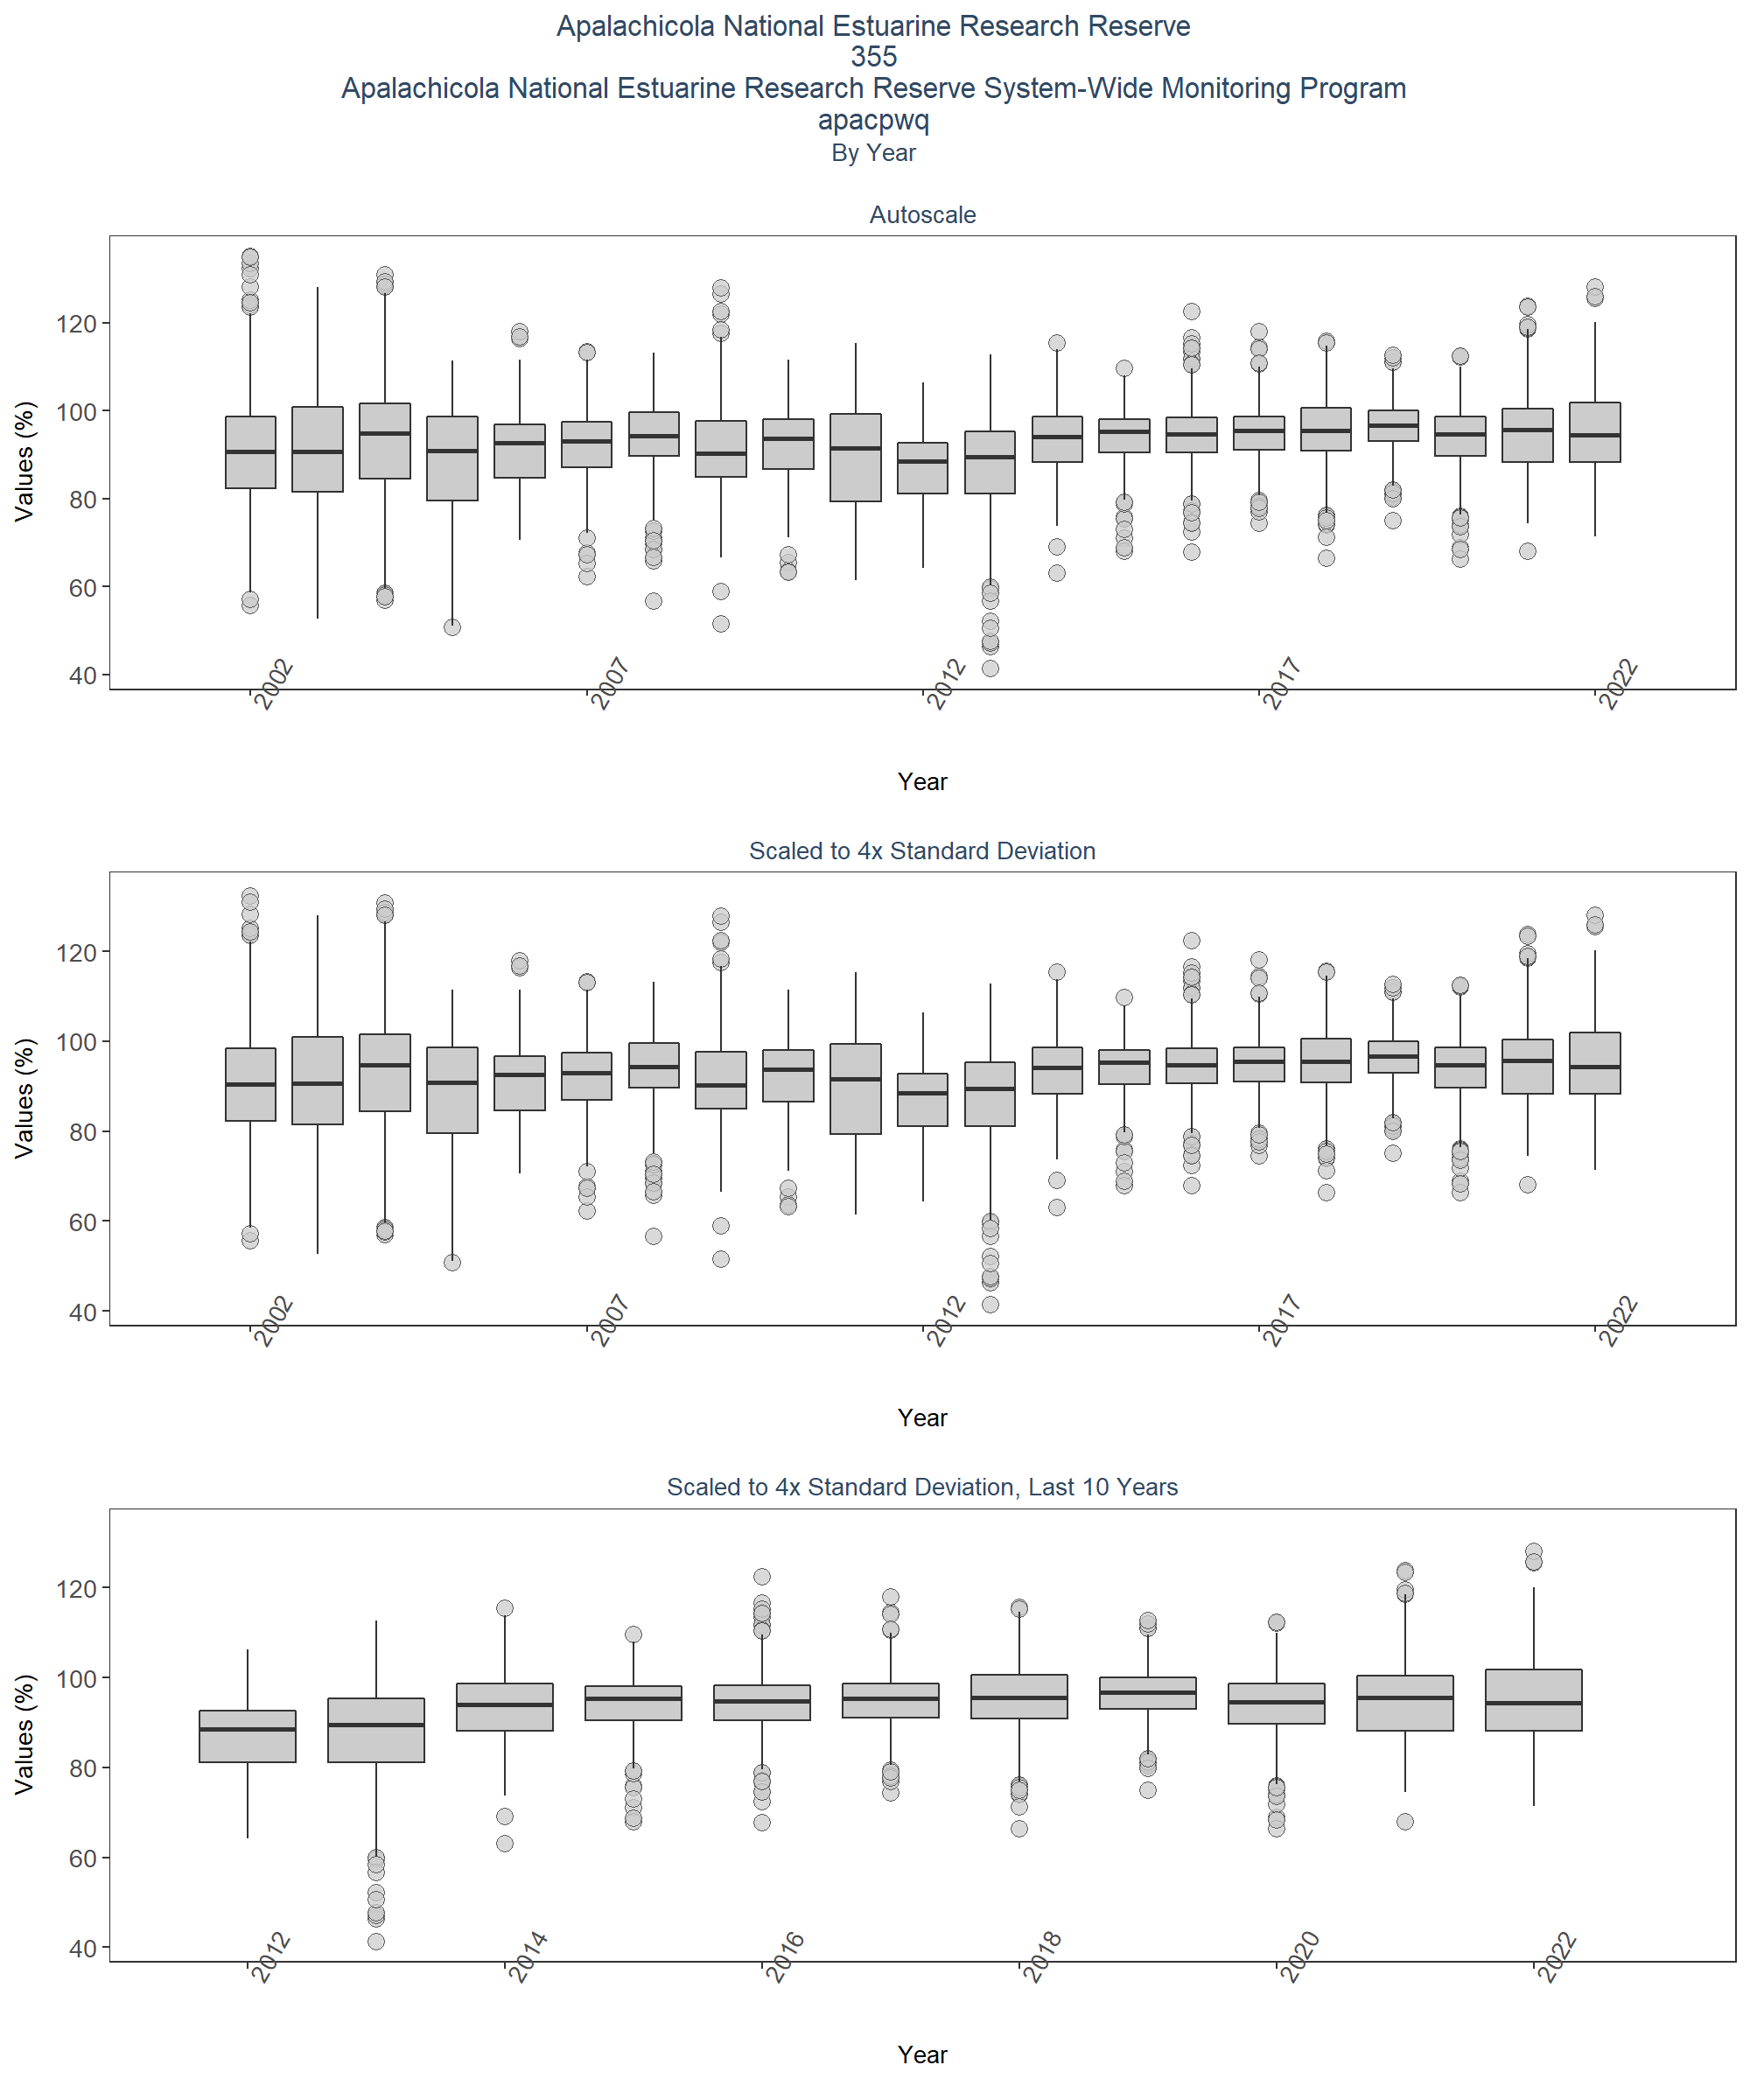 Apalachicola National Estuarine Research Reserve
355
Apalachicola National Estuarine Research Reserve System-Wide Monitoring Program
apacpwq
By Year
Autoscale
Values (%)
120
100
80
60
40
2002
2007
2012
2017
2022
Year
Scaled to 4x Standard Deviation
Values (%)
120
100
80
60
40
2002
2007
2012
2017
2022
Year
Scaled to 4x Standard Deviation, Last 10 Years
Values (%)
120
100
80
60
40
2012
2014
2016
2018
2020
2022
Year